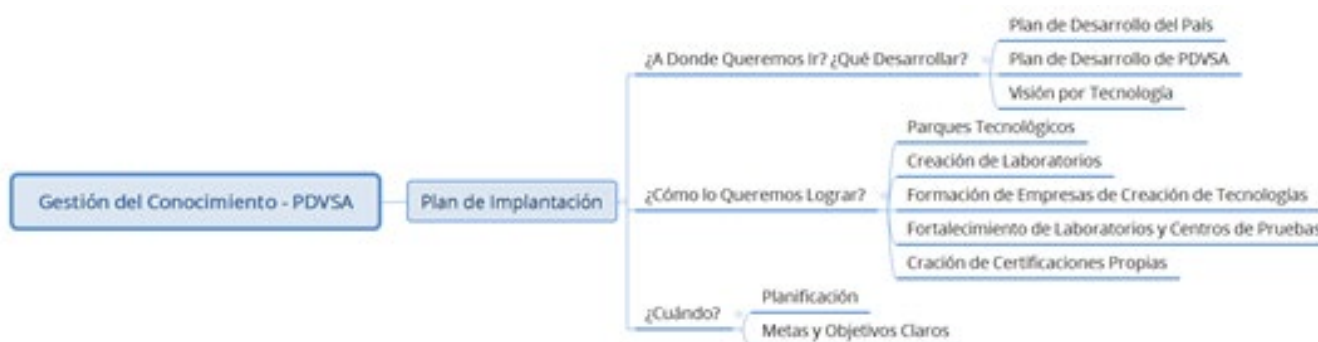 Gestión del Conocimiento - PDVSA
Plan de Implantación
¿A Donde Queremos Ir? ¿Qué Desarrollar?
Plan de Desarrollo del País
Plan de Desarrollo de PDVSA
Visión por Tecnología
¿Cómo lo Queremos Lograr?
Parques Tecnológicos
Creación de Laboratorios
Formación de Empresas de Creación de Tecnologías
Fortalecimiento de Laboratorios y Centros de Pruebas
Cración de Certificaciones Propias
¿Cuándo?
Planificación
Metas y Objetivos Claros